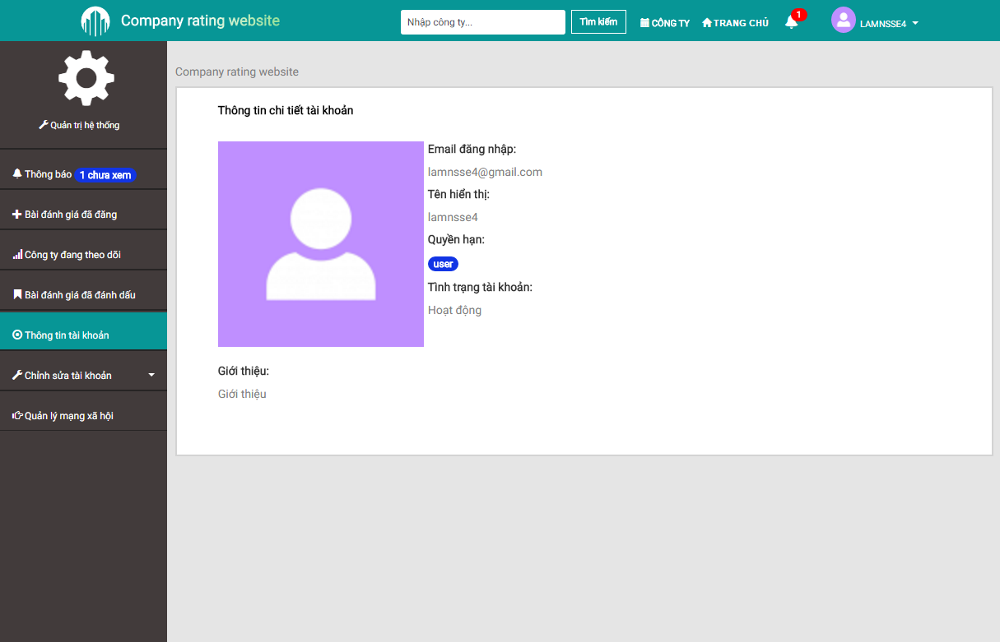 Company rating website
Nhập công ty...
Tìm kiếm
CÔNG TY
TRANG CHỦ
1
LAMNSSE4
Quản trị hệ thống
Thông báo 1 chưa xem
Bài đánh giá đã đăng
Công ty đang theo dõi
Bài đánh giá đã đánh dấu
Thông tin tài khoản
Chỉnh sửa tài khoản
Quản lý mạng xã hội
Company rating website
Thông tin chi tiết tài khoản
Email đăng nhập:
lamnsse4@gmail.com
Tên hiển thị:
lamnsse4
Quyền hạn:
user
Tình trạng tài khoản:
Hoạt động
Giới thiệu:
Giới thiệu